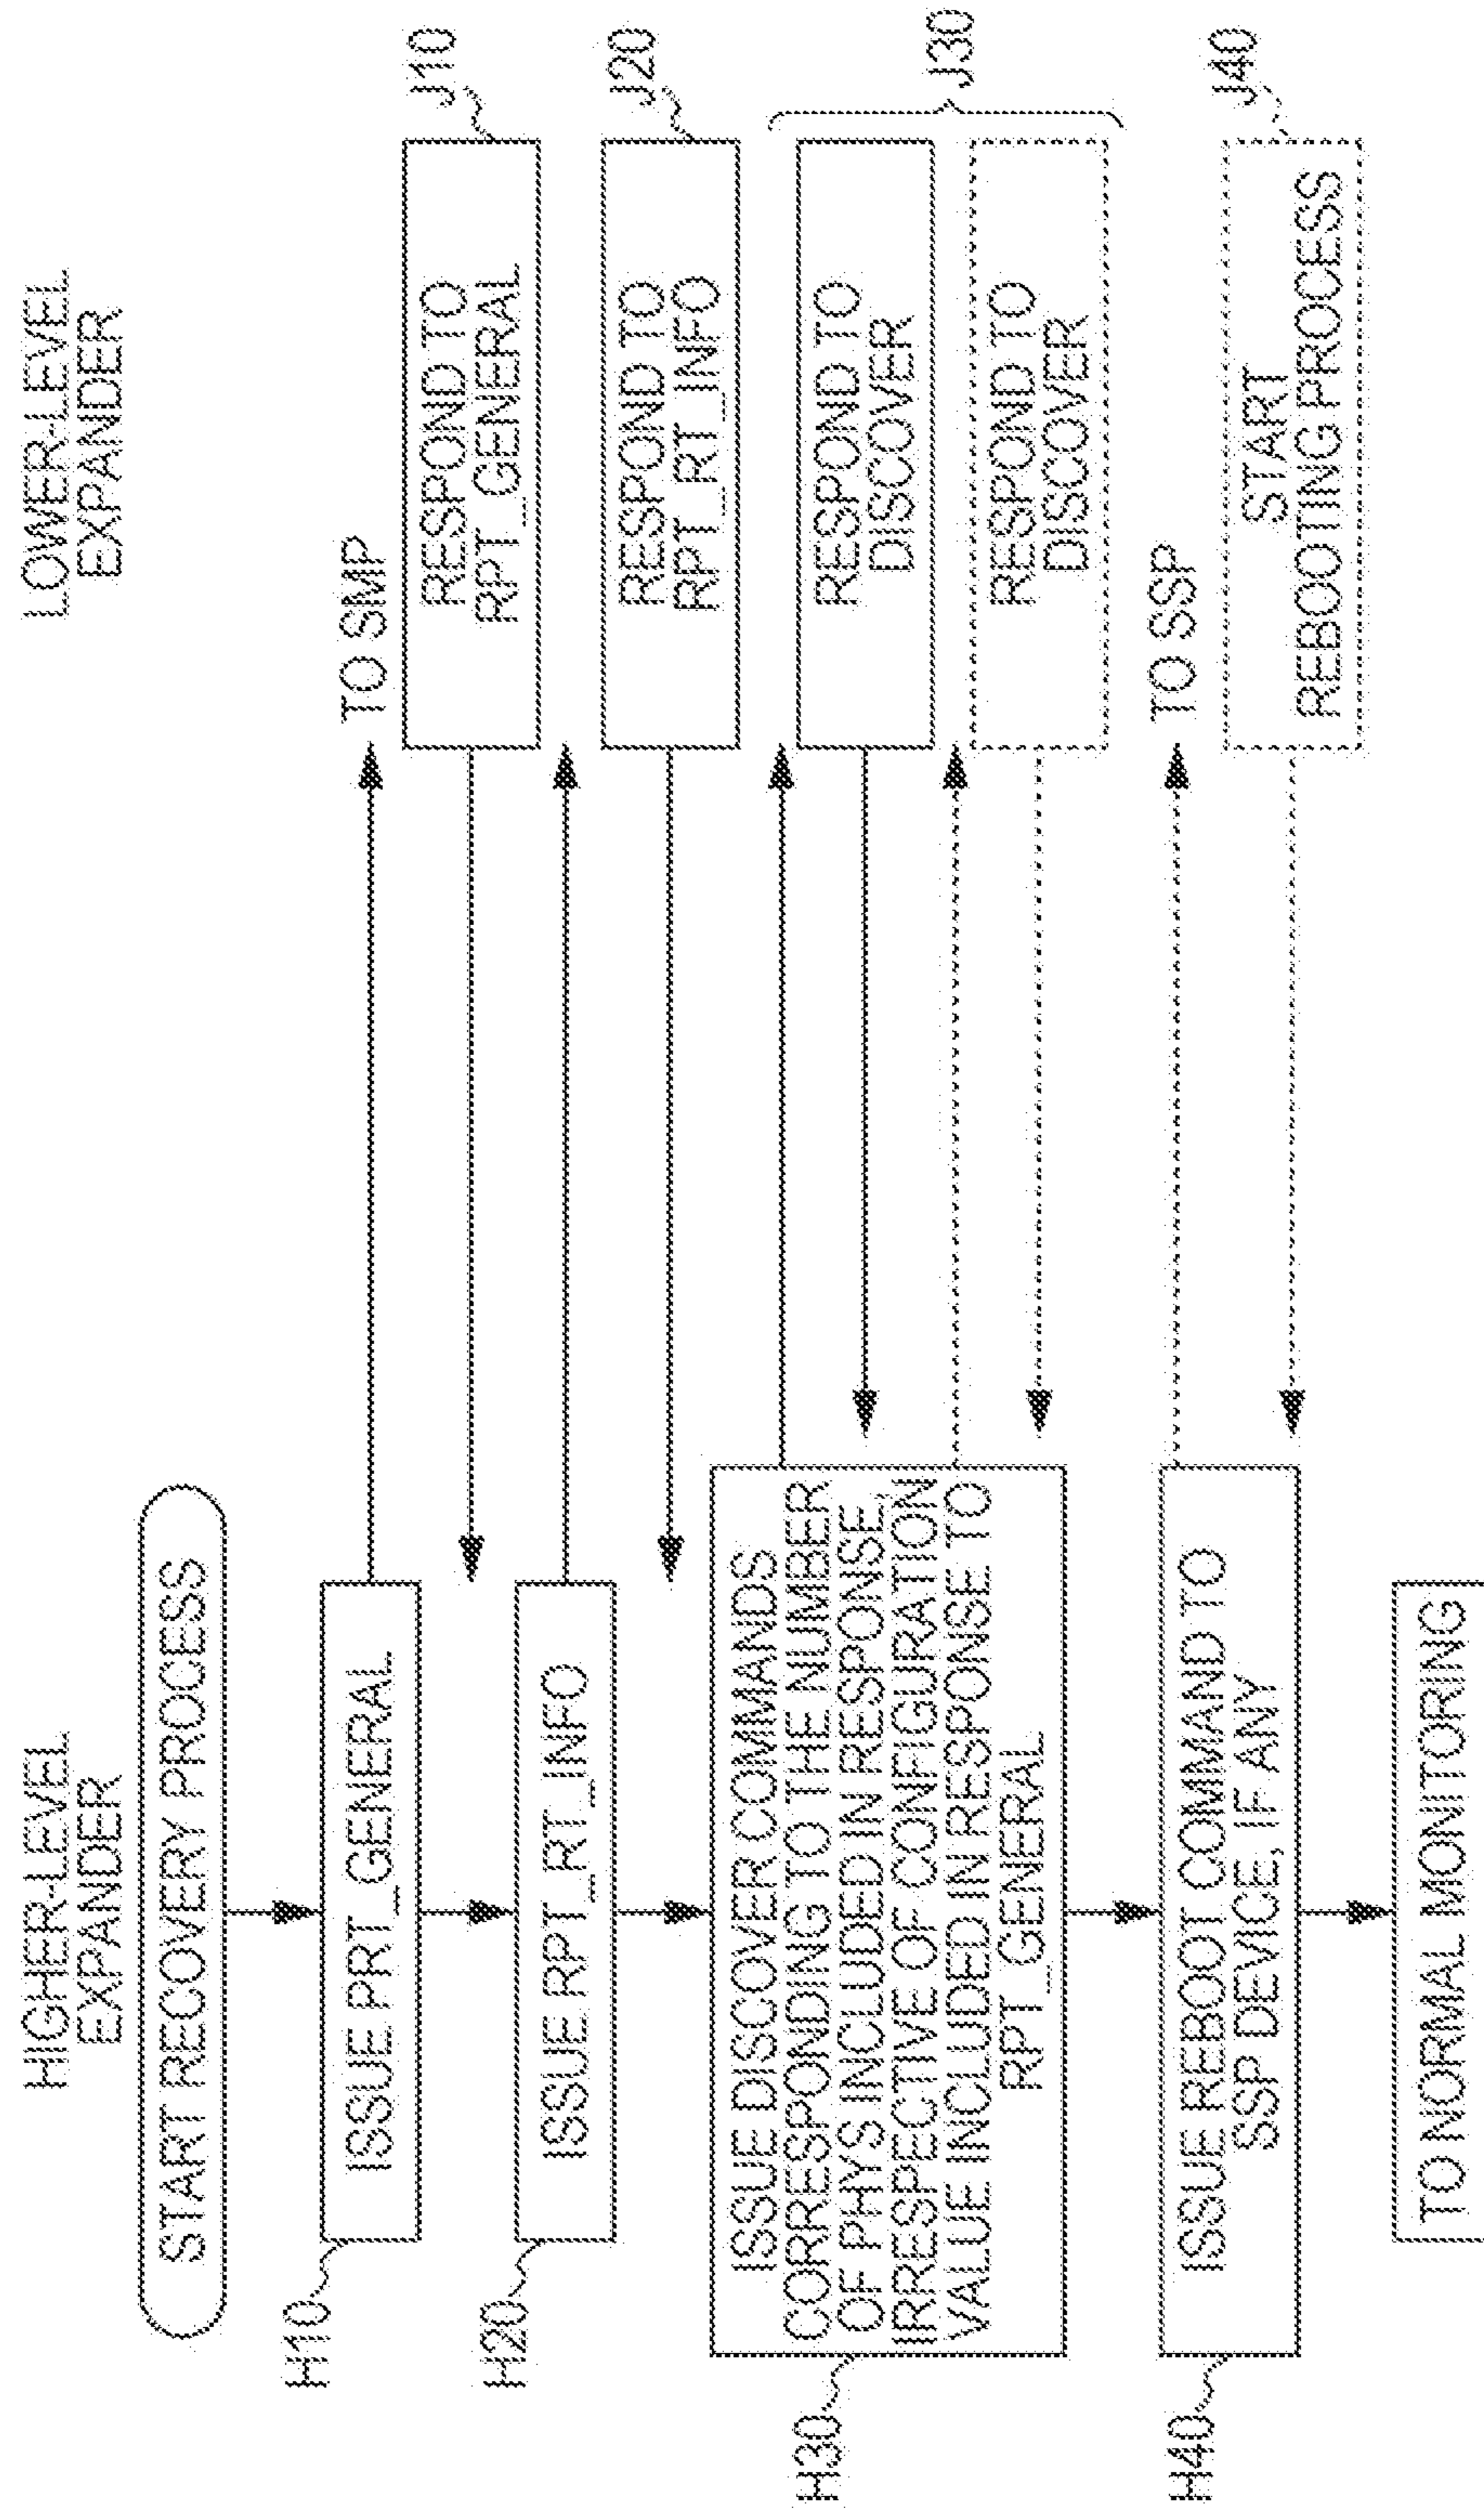 HIGHER-LEVEL
EXPANDER
LOWER-LEVEL
EXPANDER
START RECOVERY PROCESS
TO SMP
H10
ISSUE PRT_GENERAL
RESPOND TO
RPT_GENERAL
J10
H20
ISSUE RPT_RT_INFO
RESPOND TO
RPT_RT_INFO
J20
H30
ISSUE DISCOVER COMMANDS
CORRESPONDING TO THE NUMBER
OF PHYS INCLUDED IN RESPONSE,
IRRESPECTIVE OF CONFIGURATION
VALUE INCLUDED IN RESPONSE TO
RPT_GENERAL
RESPOND TO
DISCOVER
RESPOND TO
DISCOVER
J30
TO SSP
H40
ISSUE REBOOT COMMAND TO
SSP DEVICE, IF ANY
START
REBOOTING PROCESS
J40
TO NORMAL MONITORING